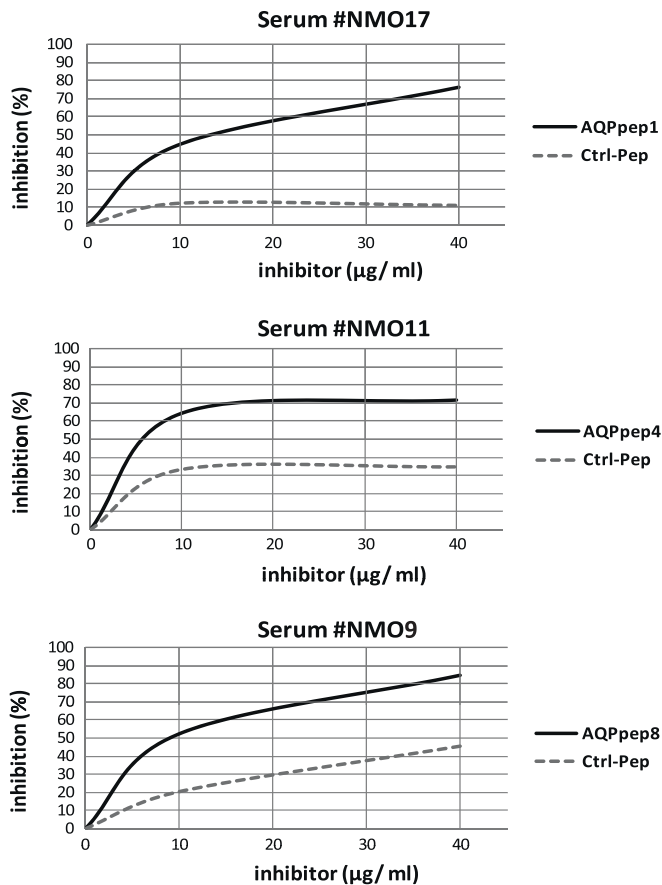 Serum #NMO17
100
90
80
70
60
50
40
30
20
10
0
inhibition (%)
0 10 20 30 40
inhibitor (µg/ ml)
AQPpep1
Ctrl-Pep
Serum #NMO11
100
90
80
70
60
50
40
30
20
10
0
inhibition (%)
0 10 20 30 40
inhibitor (µg/ ml)
AQPpep4
Ctrl-Pep
Serum #NMO9
100
90
80
70
60
50
40
30
20
10
0
inhibition (%)
0 10 20 30 40
inhibitor (µg/ ml)
AQPpep8
Ctrl-Pep